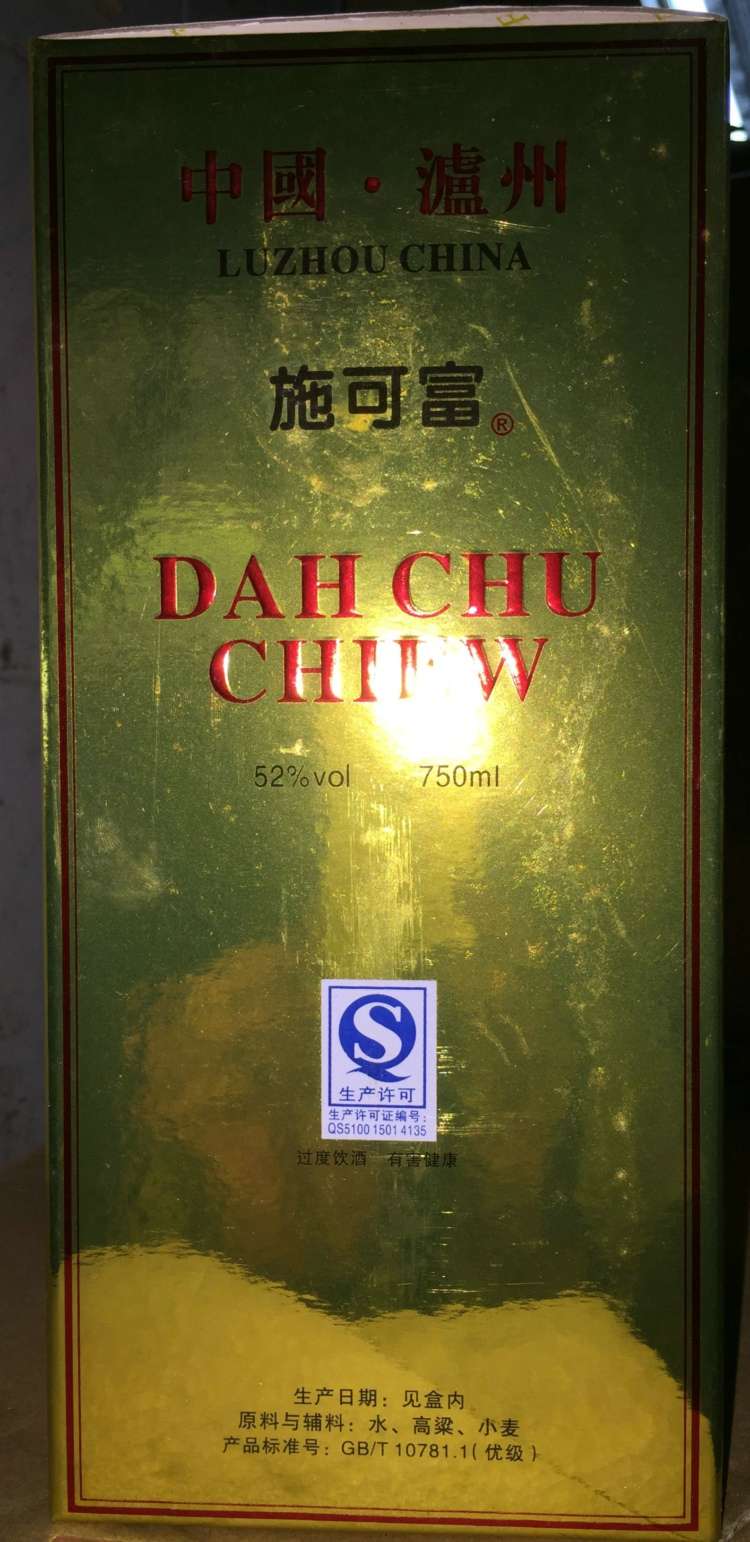 中國·瀘州
LUZHOU CHINA
施可富®
DAH CHU
CHIEW
52%vol 750ml
生产许可
生产许可证编号:
QS5100 1501 4135
过度饮酒 有害健康
生产日期：见盒内
原料与辅料：水、高粱、小麦
产品标准号：GB/T 10781.1(优级)